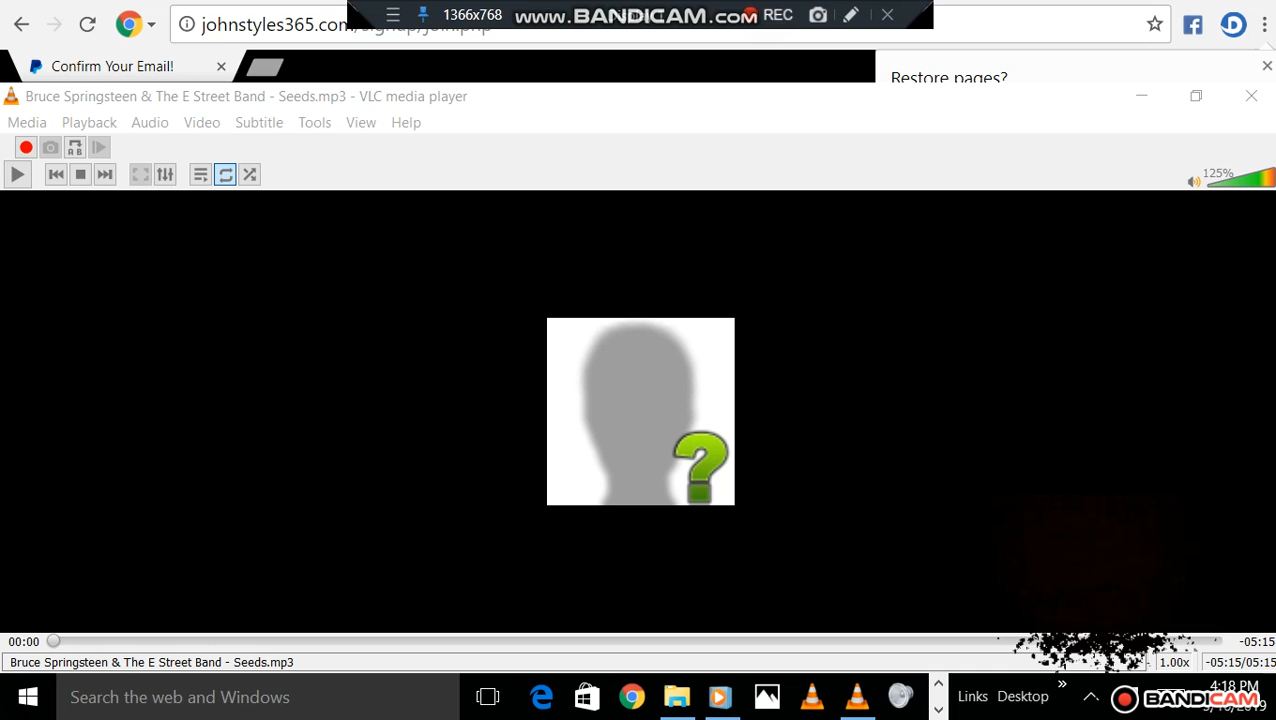 1366x768 www.BANDICAM.com REC
johnstyles365.com/signup/join.php
Confirm Your Email!
Restore pages?
Bruce Springsteen & The E Street Band - Seeds.mp3 - VLC media player
Media Playback Audio Video Subtitle Tools View Help
125%
00:00 -05:15
Bruce Springsteen & The E Street Band - Seeds.mp3 1.00x -05:15/05:15
Search the web and Windows
Links Desktop
4:18 PM
BANDICAM